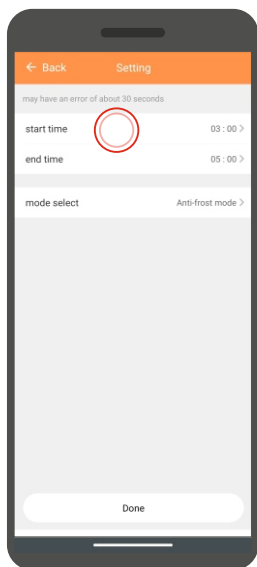 ← Back Setting
may have an error of about 30 seconds
start time 03 : 00 >
end time 05 : 00 >
mode select Anti-frost mode >
Done